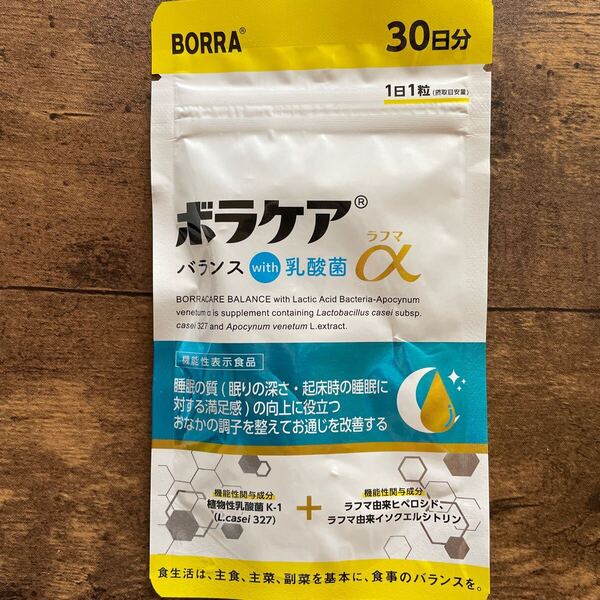 BORRA®
30日分
1日1粒(摂取目安量)
ボラケア®
バランス with 乳酸菌 ラフマ α
BORRACARE BALANCE with Lactic Acid Bacteria-Apocynum
venetum α is supplement containing Lactobacillus casei subsp.
casei 327 and Apocynum venetum L.extract.
機能性表示食品
睡眠の質(眠りの深さ・起床時の睡眠に
対する満足感)の向上に役立つ
おなかの調子を整えてお通じを改善する
機能性関与成分
植物性乳酸菌 K-1
(L.casei 327)
+
機能性関与成分
ラフマ由来ヒペロシド、
ラフマ由来イソクエルシトリン
食生活は、主食、主菜、副菜を基本に、食事のバランスを。